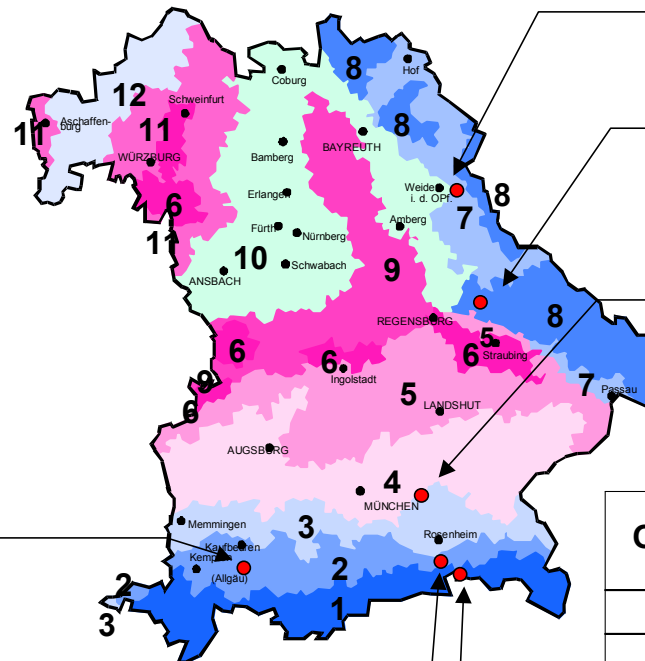 8
Hof
Coburg
12
Schweinfurt
8
11
Aschaffen-
burg
11
BAYREUTH
Bamberg
WÜRZBURG
Weide
i. d. OPf.
8
Erlangen
6
7
Amberg
Fürth
Nürnberg
11
10
9
Schwabach
ANSBACH
REGENSBURG
8
5
Straubing
6
6
6
Ingolstadt
9
7
Passau
5
LANDSHUT
6
AUGSBURG
4
MÜNCHEN
Memmingen
3
Rosenheim
Kaufbeuren
Kempten
(Allgäu)
2
2
1
3